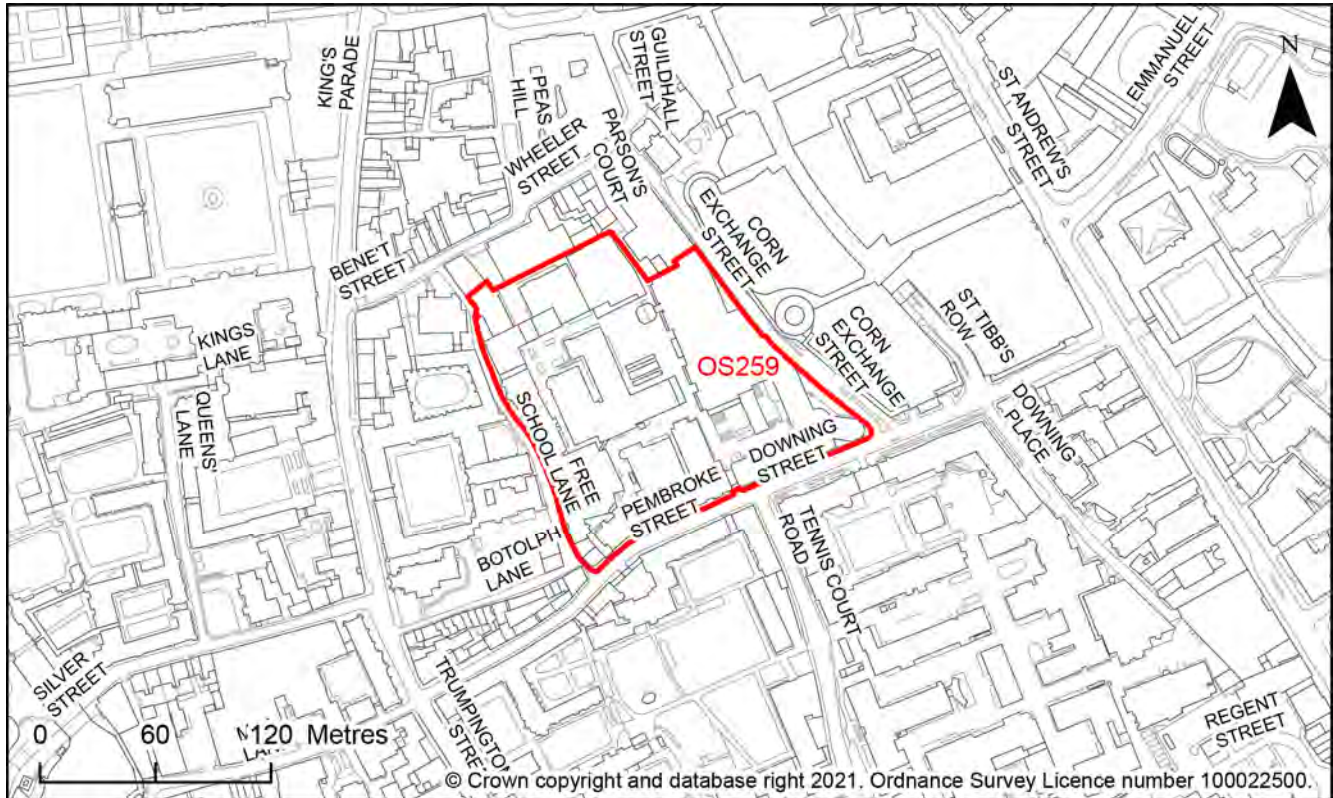 KING'S
PARADE
PEAS
HILL
GUILDHALL
STREET
ST ANDREW'S
STREET
EMMANUEL
STREET
N
WHEELER
STREET
PARSON'S
COURT
BENE'T
STREET
CORN
EXCHANGE
STREET
CORN
EXCHANGE
STREET
ST TIBB'S
ROW
KINGS
LANE
QUEENS'
LANE
OS259
FREE
SCHOOL LANE
DOWNING
STREET
DOWNING
PLACE
PEMBROKE
STREET
BOTOLPH
LANE
TENNIS COURT
ROAD
SILVER
STREET
TRUMPINGTON
STREET
REGENT
STREET
0 60 120 Metres
© Crown copyright and database right 2021. Ordnance Survey Licence number 100022500.